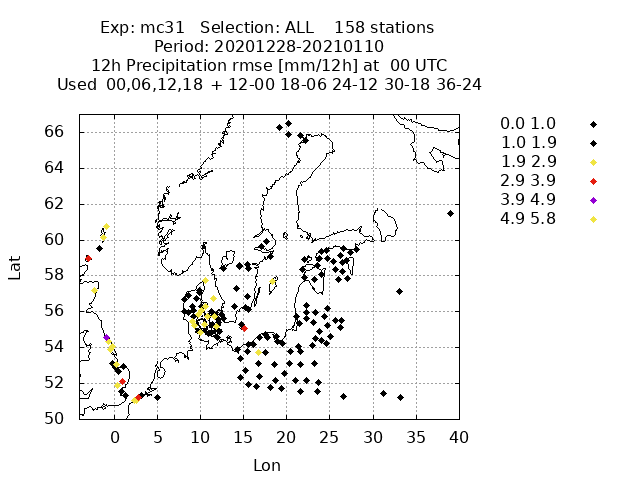 Exp: mc31 Selection: ALL 158 stations
Period: 20201228-20210110
12h Precipitation rmse [mm/12h] at 00 UTC
Used 00,06,12,18 + 12-00 18-06 24-12 30-18 36-24
0.0 1.0
1.0 1.9
1.9 2.9
2.9 3.9
3.9 4.9
4.9 5.8
Lat
66
64
62
60
58
56
54
52
50
0 5 10 15 20 25 30 35 40
Lon